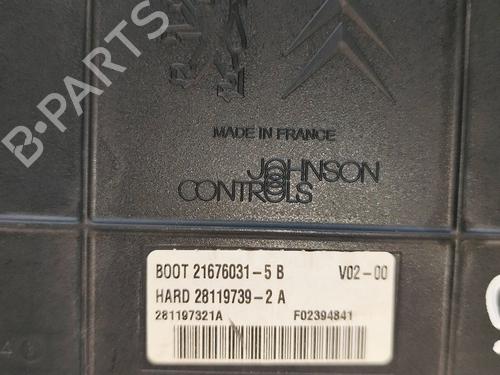 B-PARTS
MADE IN FRANCE
JOHNSON
CONTROLS
BOOT 21676031-5 B V02-00
HARD 28119739-2 A
281197321A F02394841